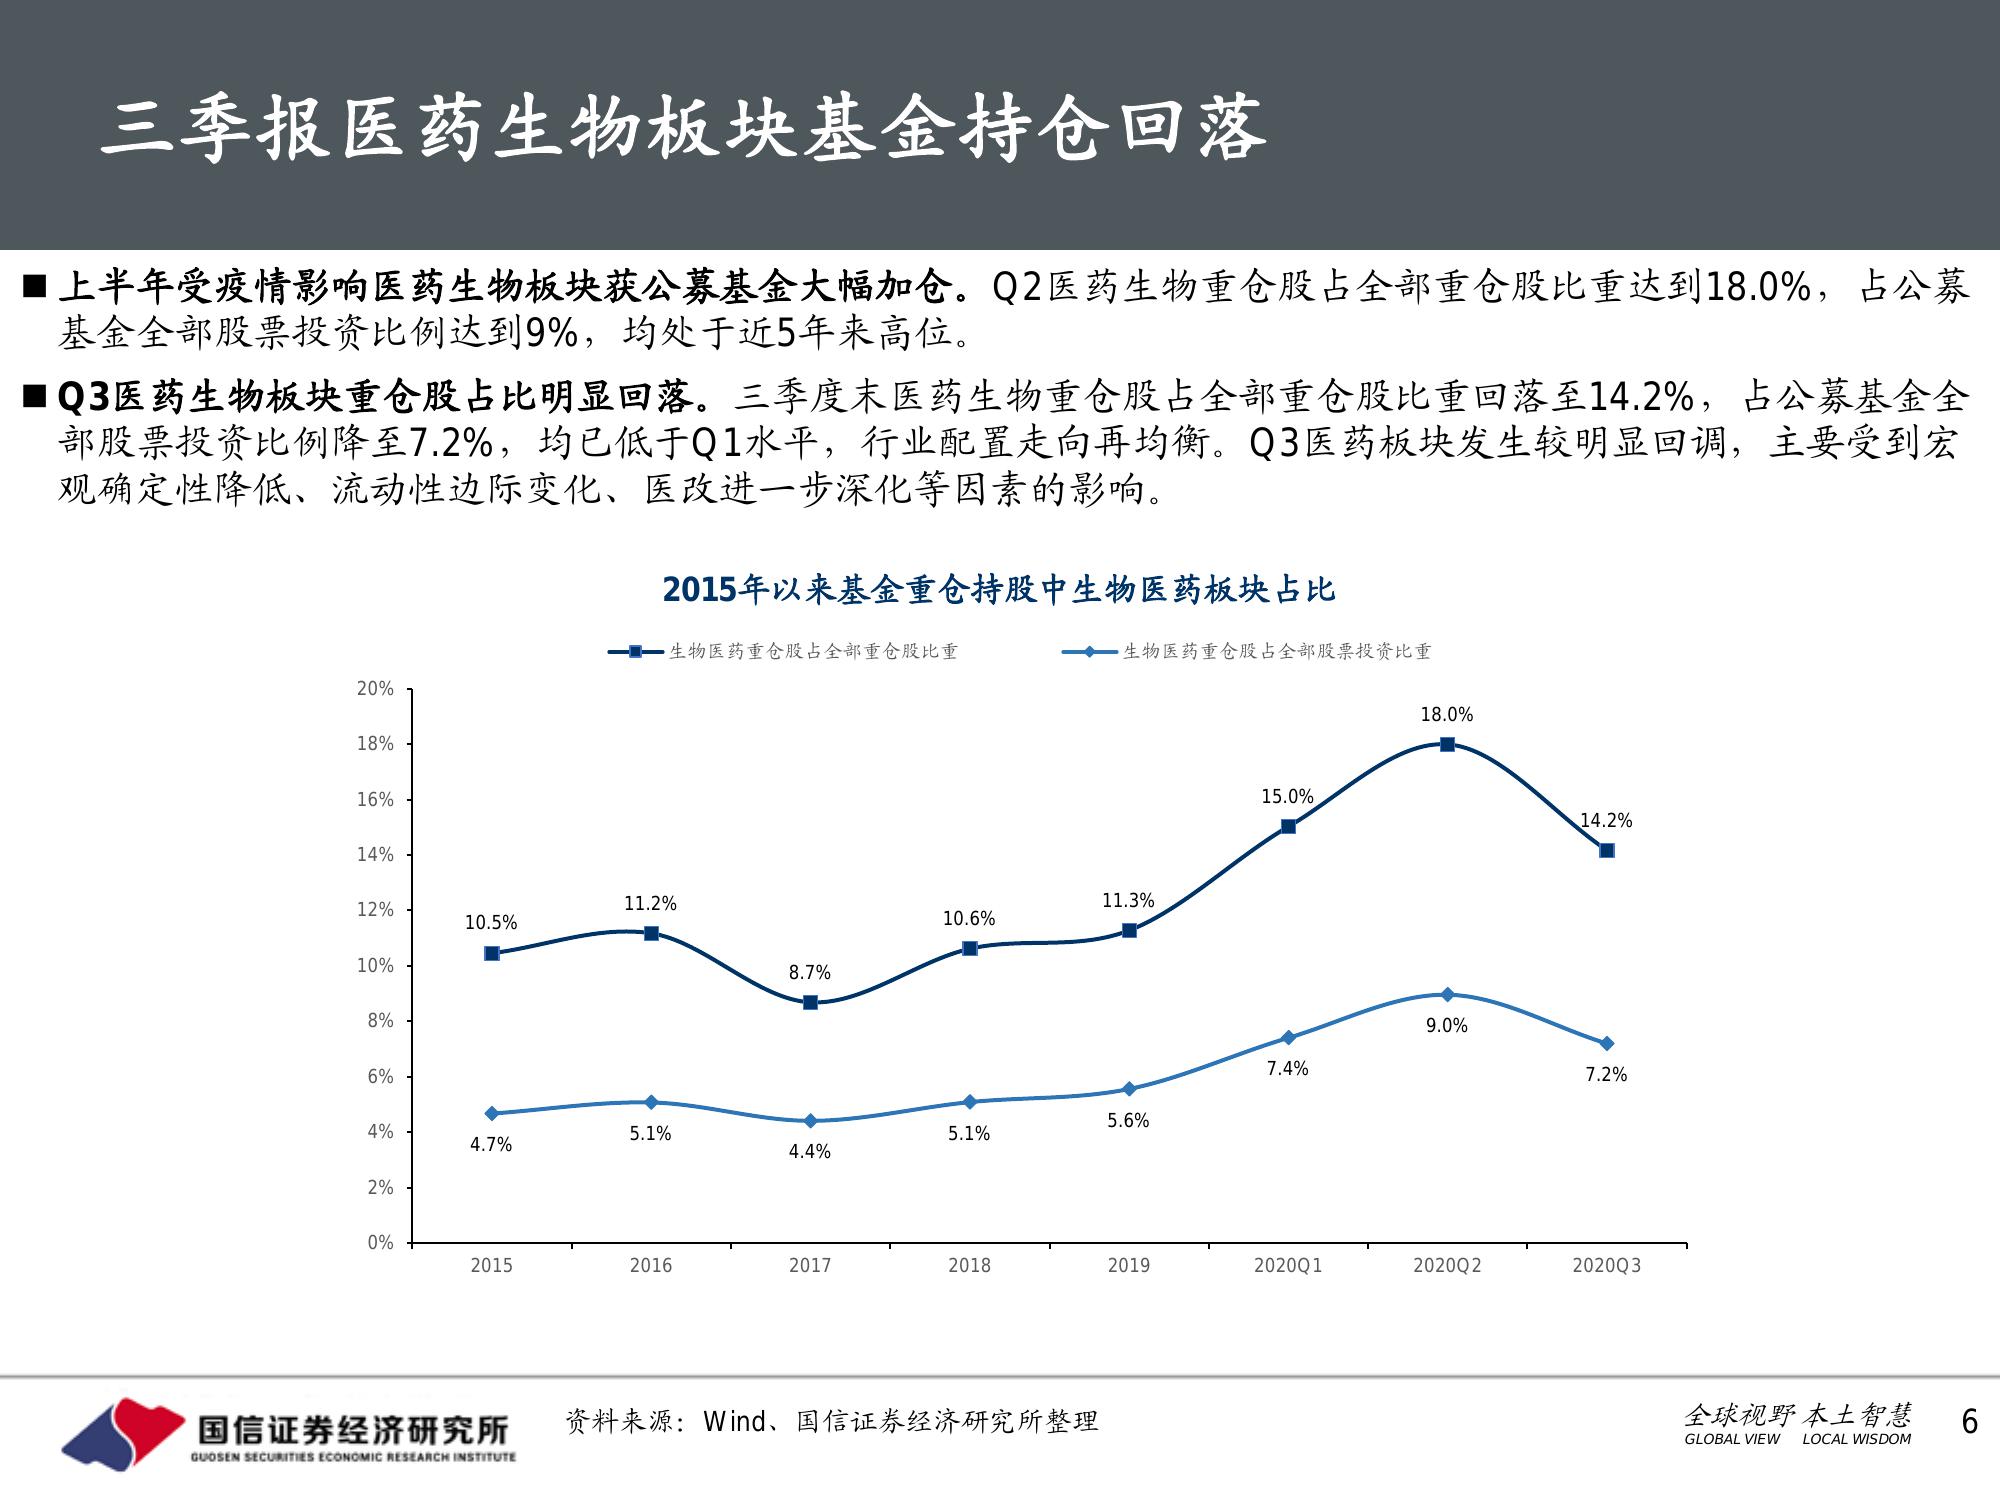 三季报医药生物板块基金持仓回落
■ 上半年受疫情影响医药生物板块获公募基金大幅加仓。Q2医药生物重仓股占全部重仓股比重达到18.0%，占公募
基金全部股票投资比例达到9%，均处于近5年来高位。
■ Q3医药生物板块重仓股占比明显回落。三季度末医药生物重仓股占全部重仓股比重回落至14.2%，占公募基金全
部股票投资比例降至7.2%，均已低于Q1水平，行业配置走向再均衡。Q3医药板块发生较明显回调，主要受到宏
观确定性降低、流动性边际变化、医改进一步深化等因素的影响。
2015年以来基金重仓持股中生物医药板块占比
生物医药重仓股占全部重仓股比重 生物医药重仓股占全部股票投资比重
20%
18%
16%
14%
12%
10%
8%
6%
4%
2%
0%
10.5%
11.2%
8.7%
10.6%
11.3%
15.0%
18.0%
14.2%
4.7%
5.1%
4.4%
5.1%
5.6%
7.4%
9.0%
7.2%
2015 2016 2017 2018 2019 2020Q1 2020Q2 2020Q3
国信证券经济研究所
GUOSEN SECURITIES ECONOMIC RESEARCH INSTITUTE
资料来源：Wind、国信证券经济研究所整理
全球视野 本土智慧
GLOBAL VIEW LOCAL WISDOM
6